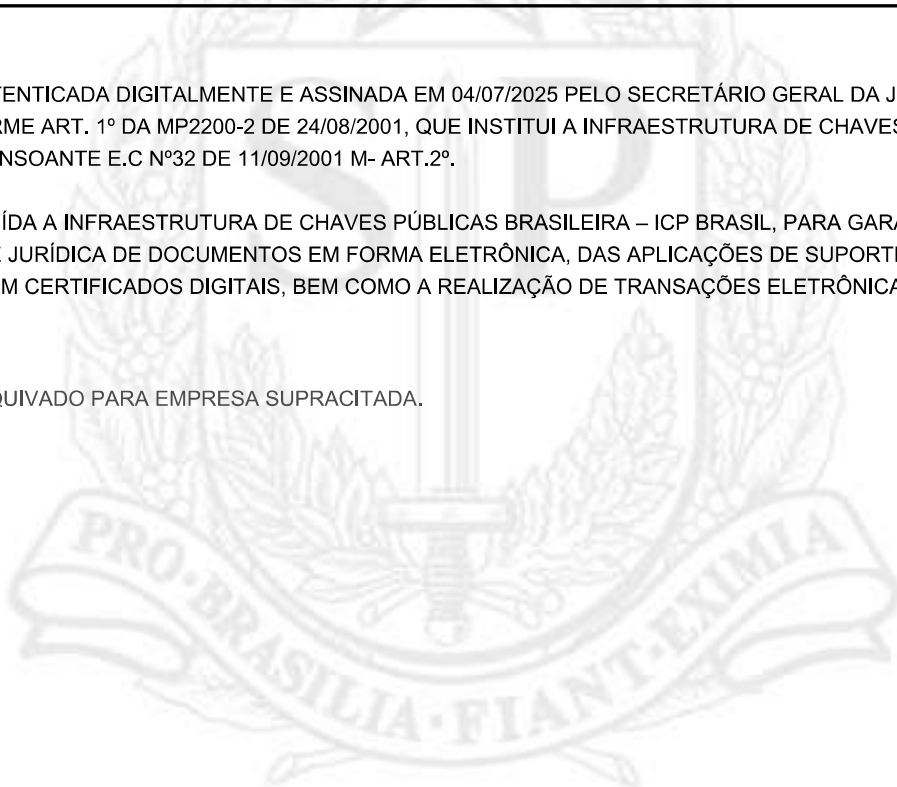 TENTICADA DIGITALMENTE E ASSINADA EM 04/07/2025 PELO SECRETÁRIO GERAL DA J
RME ART. 1º DA MP2200-2 DE 24/08/2001, QUE INSTITUI A INFRAESTRUTURA DE CHAVES
NSOANTE E.C Nº32 DE 11/09/2001 M- ART.2º.
ÍDA A INFRAESTRUTURA DE CHAVES PÚBLICAS BRASILEIRA – ICP BRASIL, PARA GARA
E JURÍDICA DE DOCUMENTOS EM FORMA ELETRÔNICA, DAS APLICAÇÕES DE SUPORTE
M CERTIFICADOS DIGITAIS, BEM COMO A REALIZAÇÃO DE TRANSAÇÕES ELETRÔNICA
QUIVADO PARA EMPRESA SUPRACITADA.
SP
PRO·BRASILIA·FIANT·EXIMIA